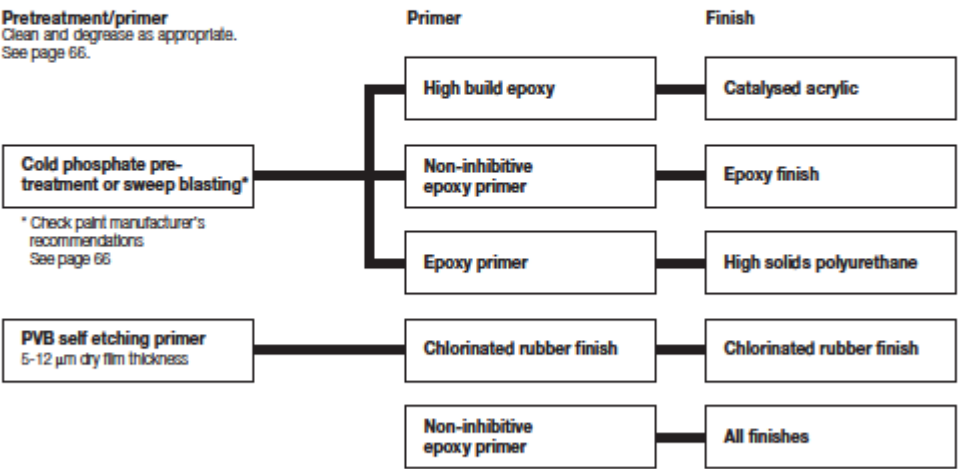 Pretreatment/primer
Clean and degrease as appropriate.
See page 66.
Primer
Finish
High build epoxy
Catalysed acrylic
Cold phosphate pre-
treatment or sweep blasting*
Non-inhibitive
epoxy primer
Epoxy finish
* Check paint manufacturer's
recommendations
See page 66
Epoxy primer
High solids polyurethane
PVB self etching primer
5-12 μm dry film thickness
Chlorinated rubber finish
Chlorinated rubber finish
Non-inhibitive
epoxy primer
All finishes